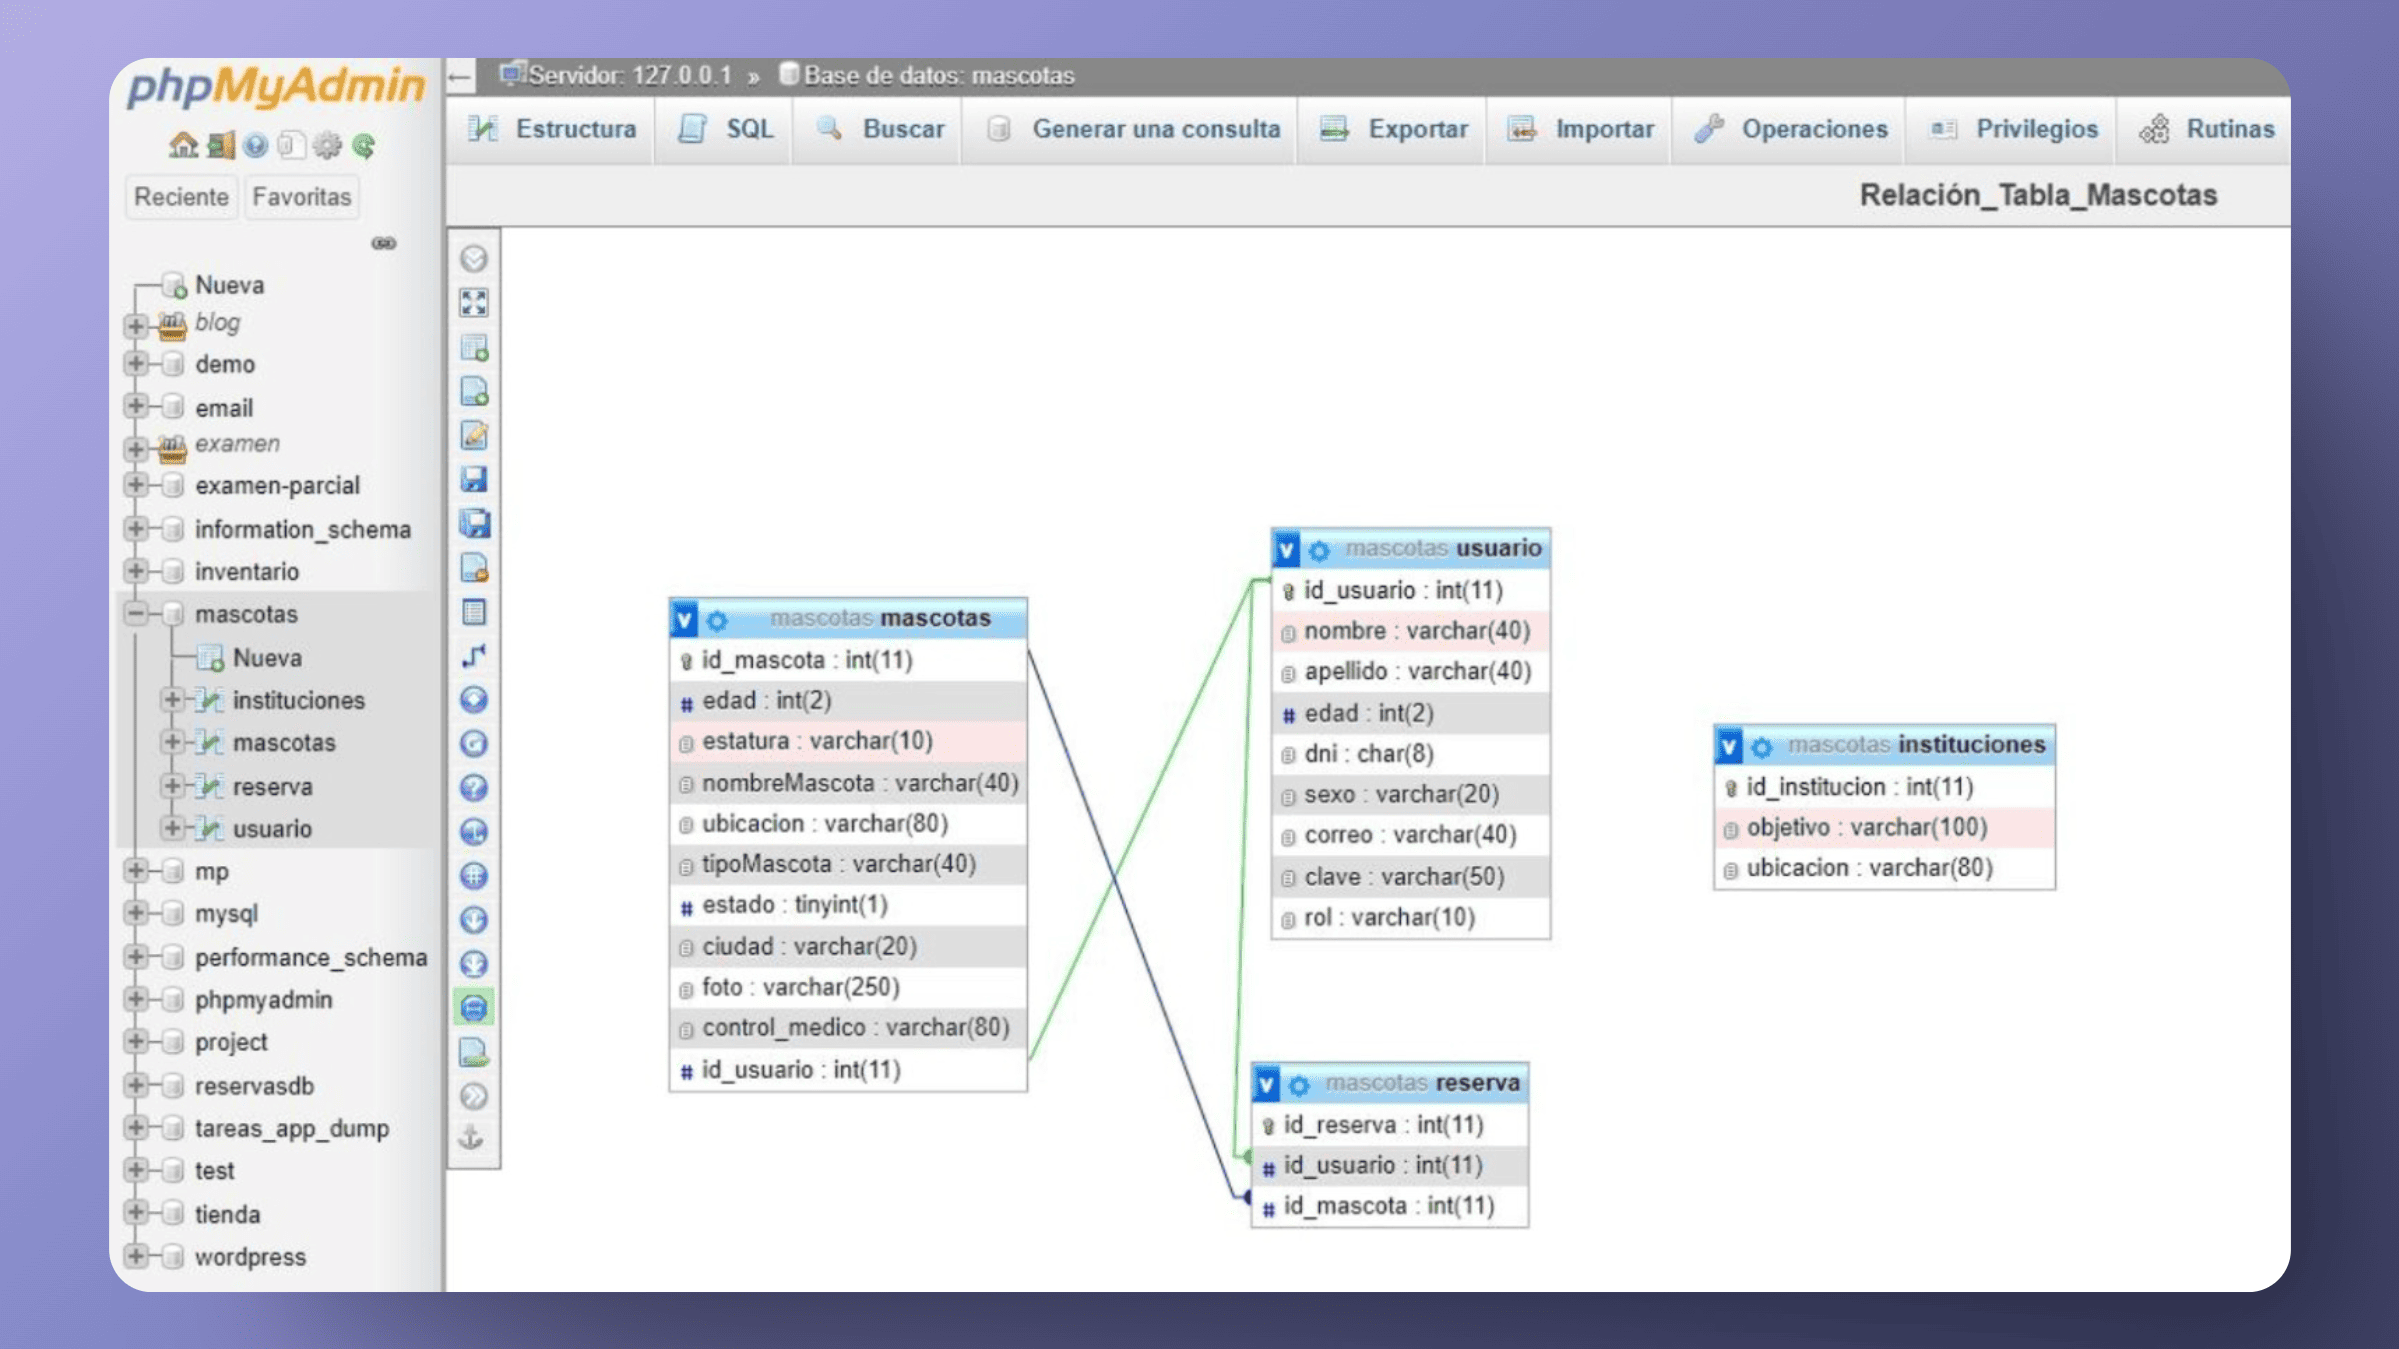 phpMyAdmin
Reciente Favoritas
Nueva
blog
demo
email
examen
examen-parcial
information_schema
inventario
mascotas
Nueva
instituciones
mascotas
reserva
usuario
mp
mysql
performance_schema
phpmyadmin
project
reservasdb
tareas_app_dump
test
tienda
wordpress
Servidor: 127.0.0.1 » Base de datos: mascotas
Estructura SQL Buscar Generar una consulta Exportar Importar Operaciones Privilegios Rutinas
Relación_Tabla_Mascotas
v mascotas mascotas
id_mascota : int(11)
# edad : int(2)
estatura : varchar(10)
nombreMascota : varchar(40)
ubicacion : varchar(80)
tipoMascota : varchar(40)
# estado : tinyint(1)
ciudad : varchar(20)
foto : varchar(250)
control_medico : varchar(80)
# id_usuario : int(11)
v mascotas usuario
id_usuario : int(11)
nombre : varchar(40)
apellido : varchar(40)
# edad : int(2)
dni : char(8)
sexo : varchar(20)
correo : varchar(40)
clave : varchar(50)
rol : varchar(10)
v mascotas reserva
id_reserva : int(11)
# id_usuario : int(11)
# id_mascota : int(11)
v mascotas instituciones
id_institucion : int(11)
objetivo : varchar(100)
ubicacion : varchar(80)